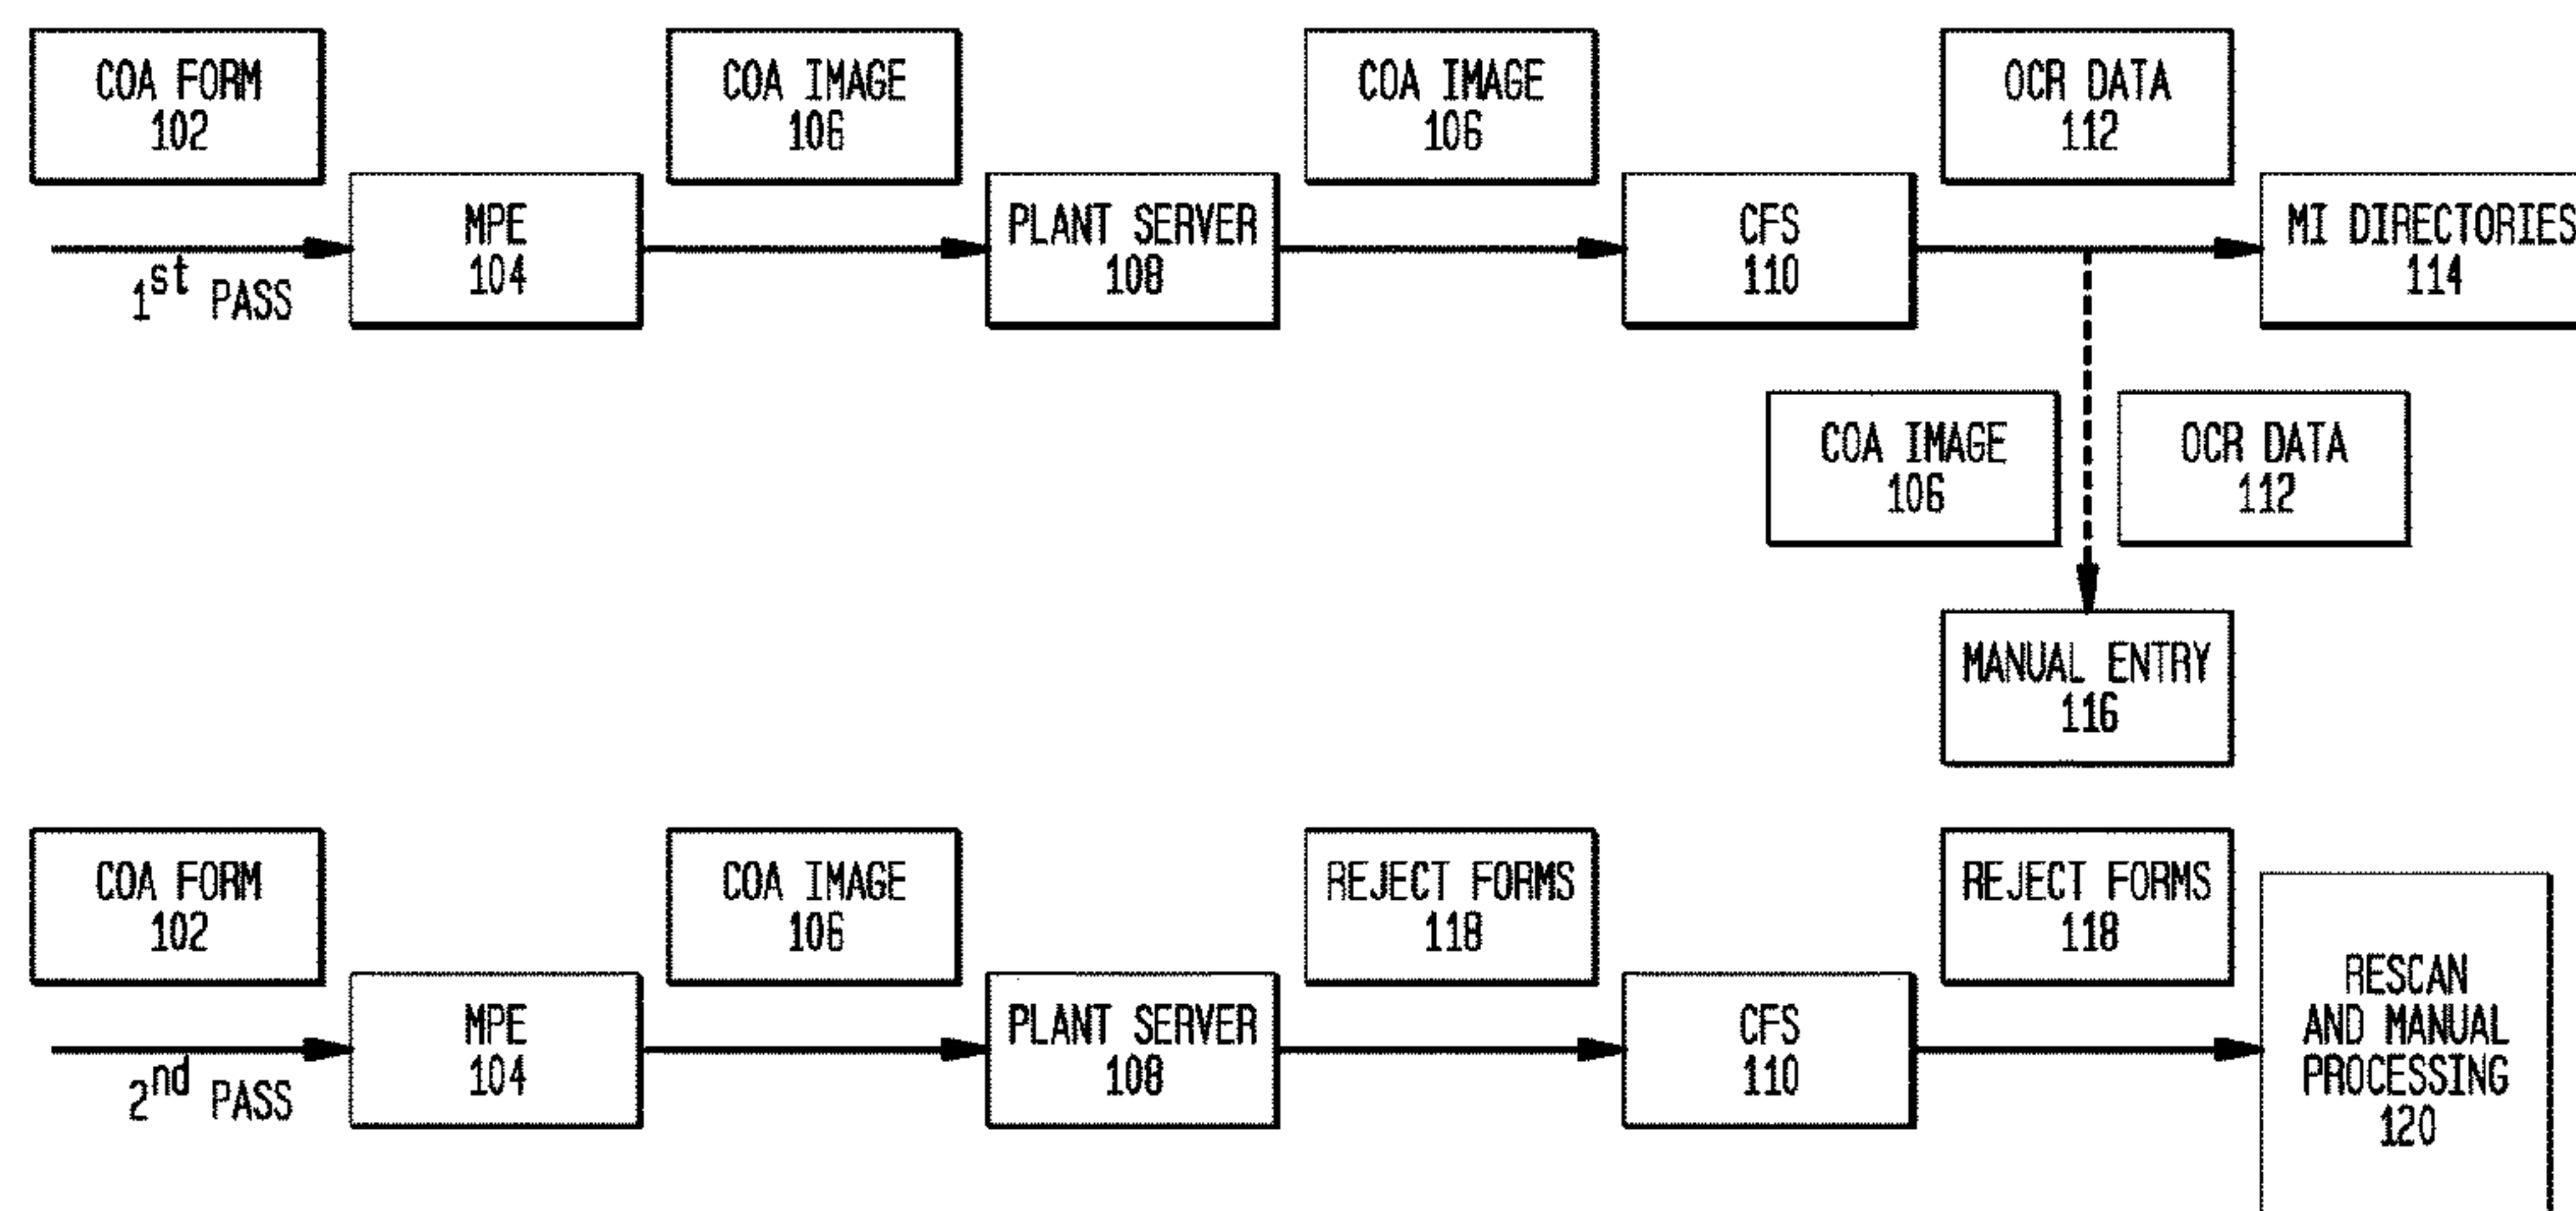 COA FORM
102
COA IMAGE
106
COA IMAGE
106
OCR DATA
112
1st PASS
MPE
104
PLANT SERVER
108
CFS
110
MI DIRECTORIES
114
COA IMAGE
106
OCR DATA
112
MANUAL ENTRY
116
COA FORM
102
COA IMAGE
106
REJECT FORMS
118
REJECT FORMS
118
2nd PASS
MPE
104
PLANT SERVER
108
CFS
110
RESCAN
AND MANUAL
PROCESSING
120